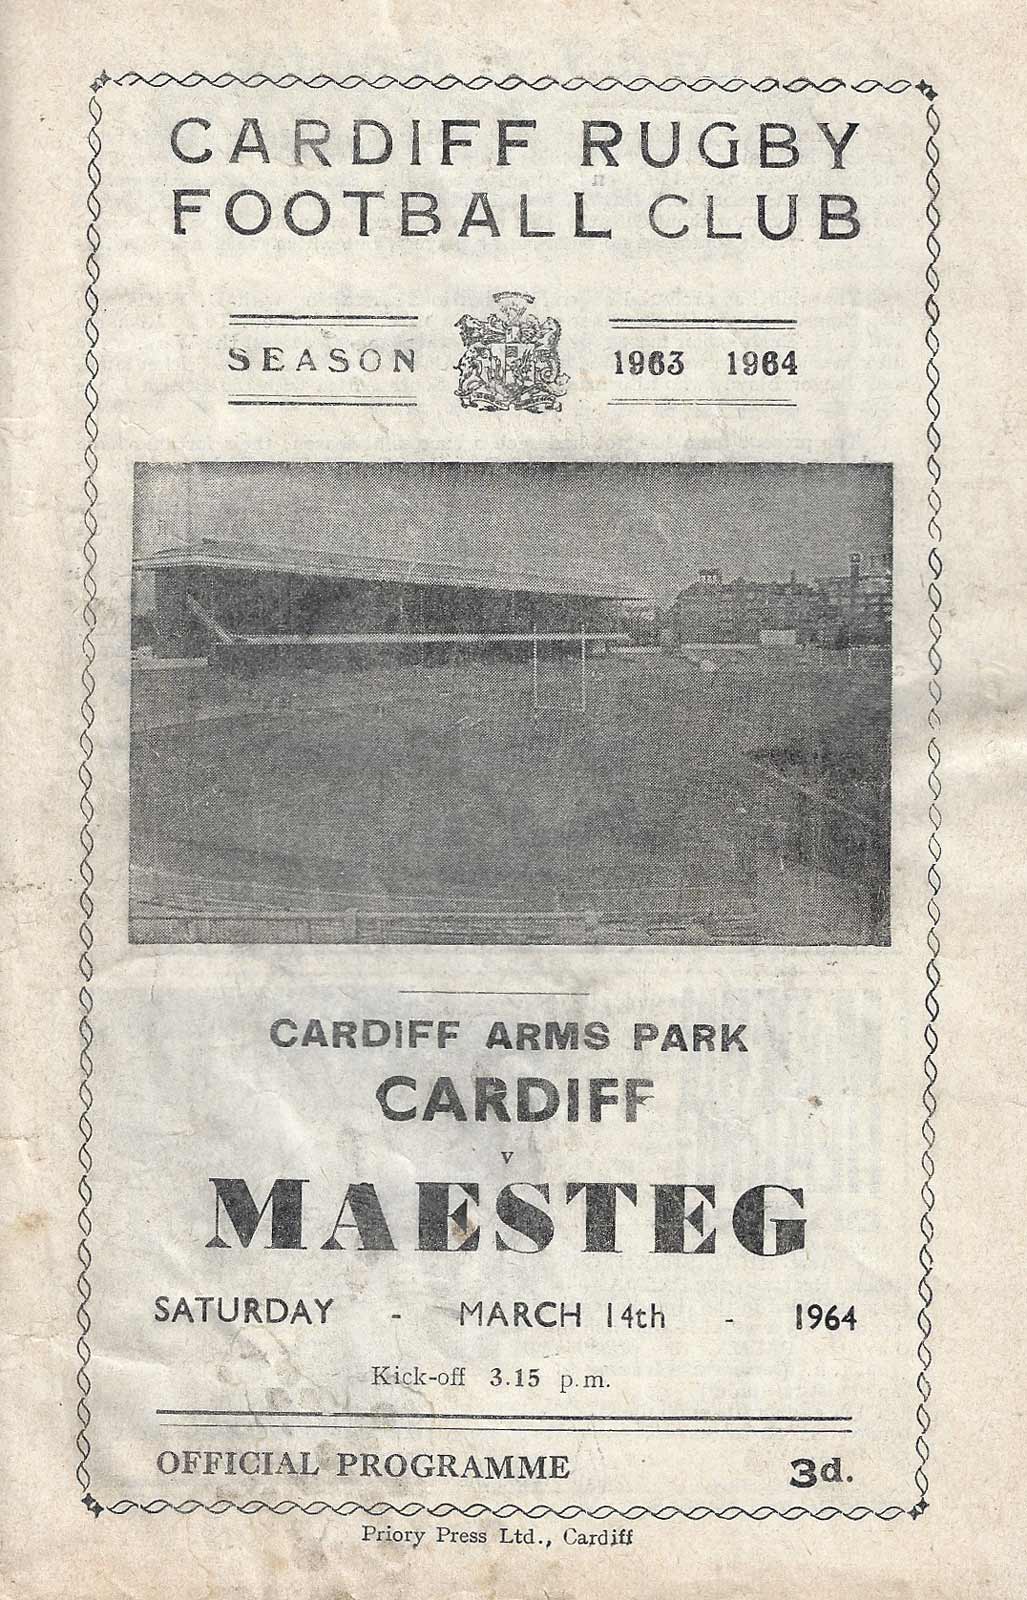 CARDIFF RUGBY
FOOTBALL CLUB
SEASON 1963 1964
CARDIFF ARMS PARK
CARDIFF
v
MAESTEG
SATURDAY - MARCH 14th - 1964
Kick-off 3.15 p.m.
OFFICIAL PROGRAMME 3d.
Priory Press Ltd., Cardiff